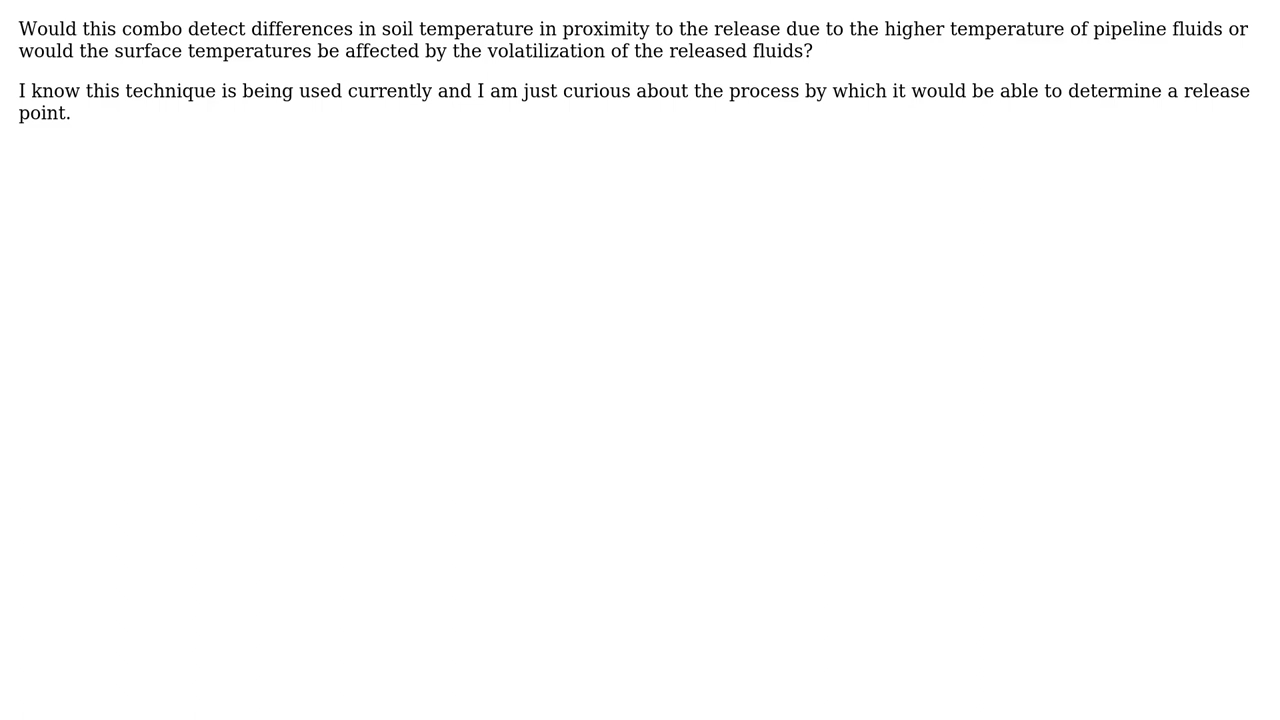 Would this combo detect differences in soil temperature in proximity to the release due to the higher temperature of pipeline fluids or
would the surface temperatures be affected by the volatilization of the released fluids?
I know this technique is being used currently and I am just curious about the process by which it would be able to determine a release
point.